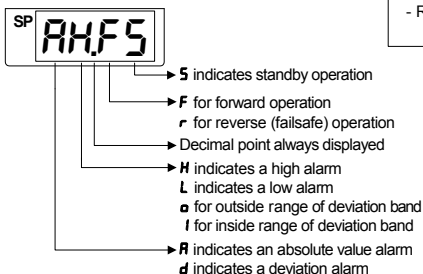 - R
SP
AH.FS
S indicates standby operation
F for forward operation
r for reverse (failsafe) operation
Decimal point always displayed
H indicates a high alarm
L indicates a low alarm
o for outside range of deviation band
I for inside range of deviation band
A indicates an absolute value alarm
d indicates a deviation alarm